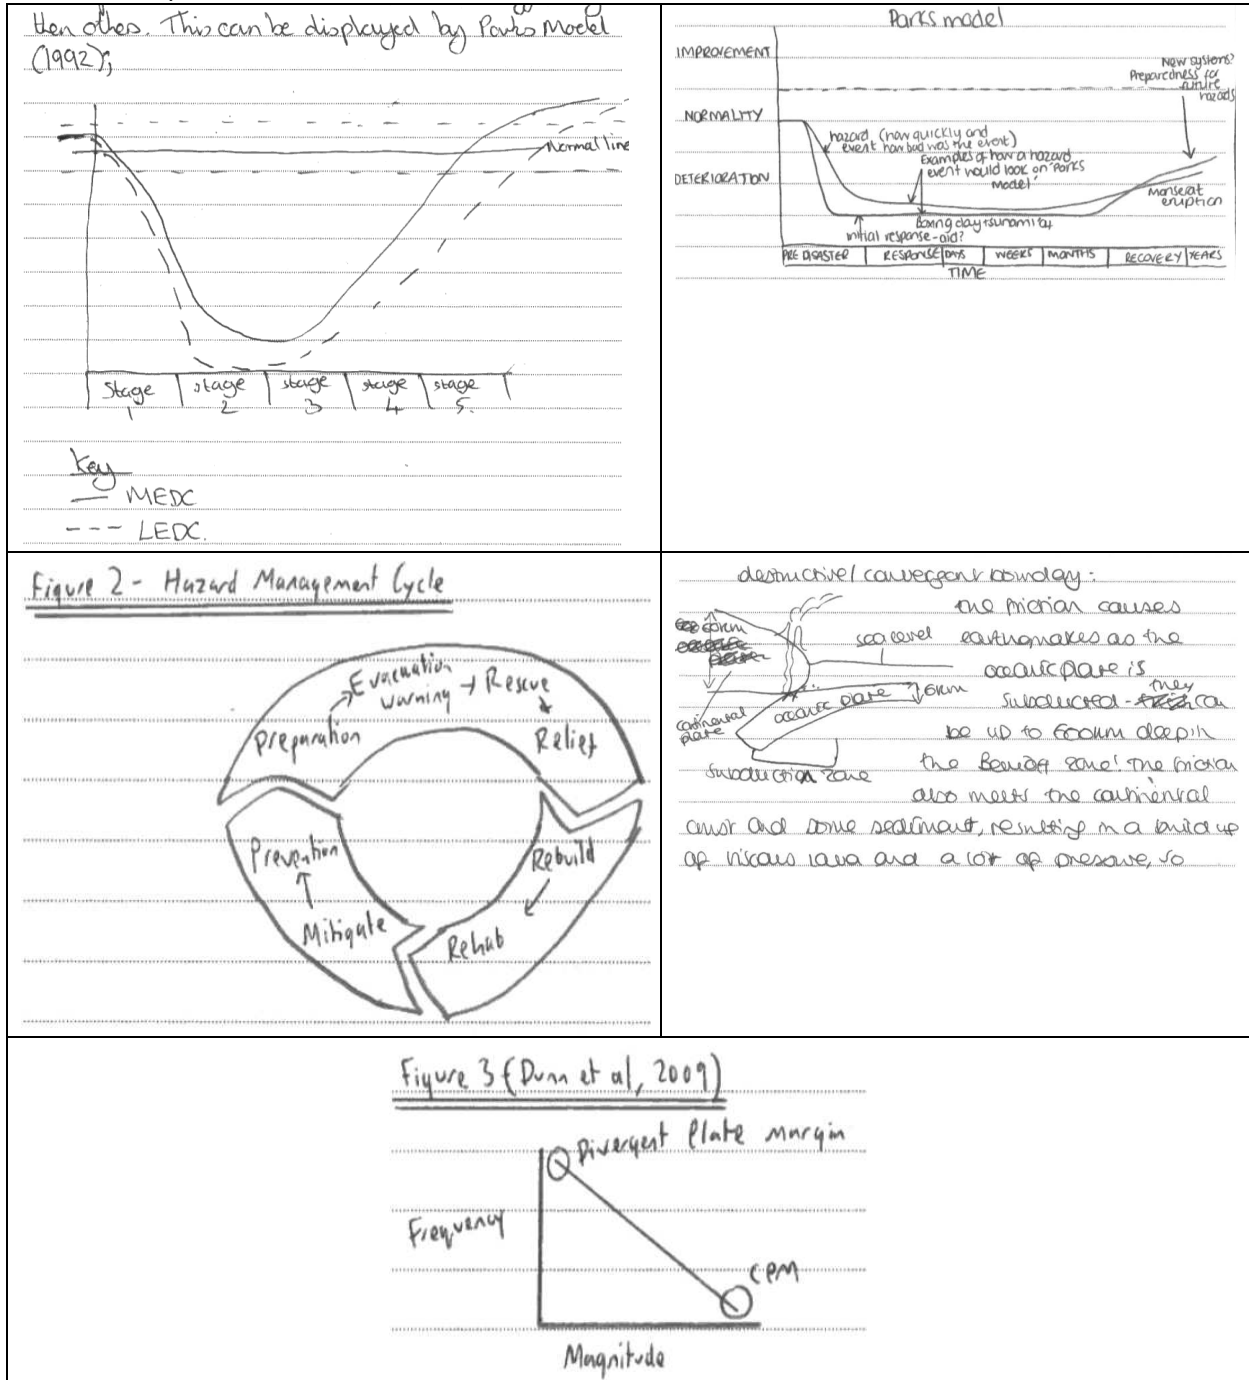 then others. This can be displayed by Parks Model
(1992);
Normal line
Stage 1
stage 2
stage 3
stage 4
stage 5.
Key
MEDC
LEDC.
Parks model
IMPROVEMENT
NORMALITY
DETERIORATION
New systems?
Preparedness for
future
hazards
hazard (how quickly and
event how bad was the event)
Examples of how a hazard
event would look on 'Parks
Model'
Monserat
eruption
Boxing day tsunami
initial response - aid?
PRE DISASTER
RESPONSE
DAYS
WEEKS
MONTHS
RECOVERY
YEARS
TIME
Figure 2 - Hazard Management Cycle
Preparation
Evacuation
warning
Rescue
Relief
Rebuild
Rehab
Mitigate
Prevention
destructive/convergent boundary:
the friction causes
earthquakes as the
oceanic plate is
subducted - they can
be up to 600km deep in
the Benioff zone! The friction
also meets the continental
crust and some sediment, resulting in a build up
of viscous lava and a lot of pressure, so
60km
sea level
oceanic plate
6km
continental
plate
subduction zone
Figure 3 (Dunn et al, 2009)
Divergent Plate margin
Frequency
CPM
Magnitude